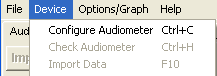 File Device Options/Graph Help
Configure Audiometer Ctrl+C
Check Audiometer Ctrl+H
Import Data F10